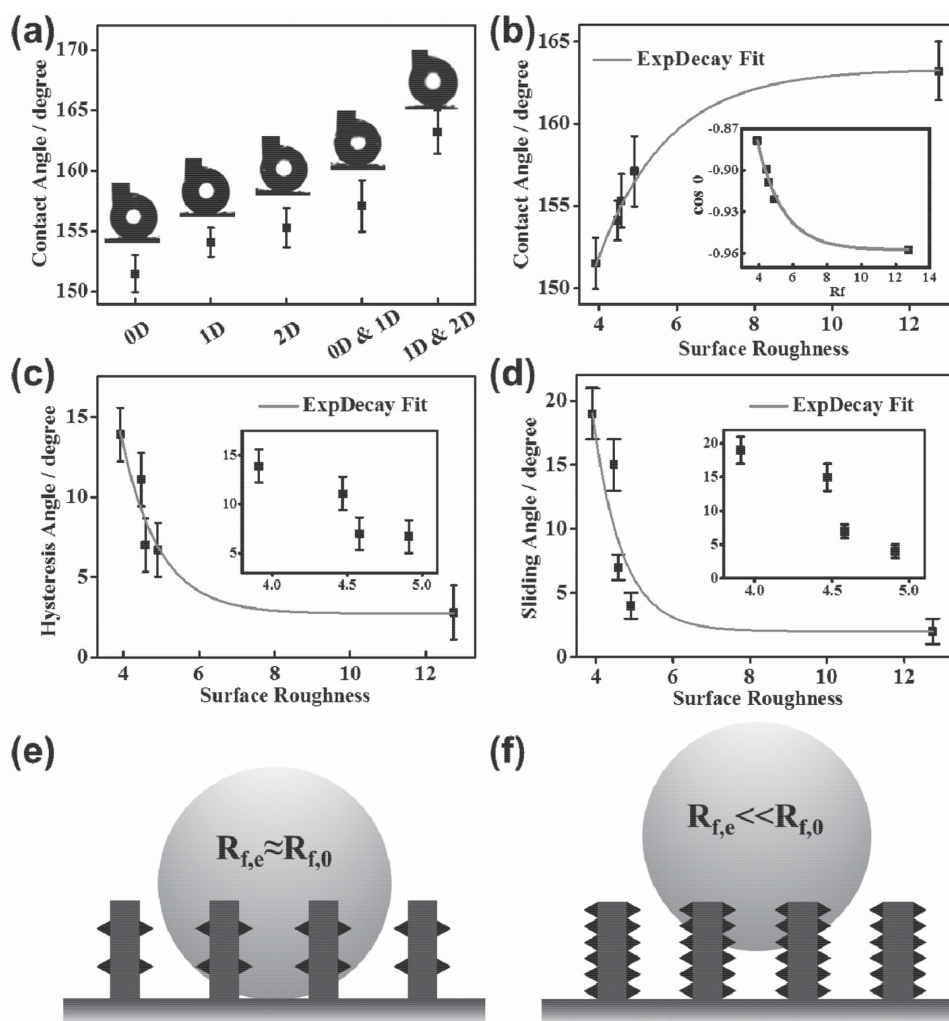 (a)
Contact Angle / degree
170
165
160
155
150
0D
1D
2D
0D & 1D
1D & 2D
(b)
Contact Angle / degree
165
160
155
150
ExpDecay Fit
cos θ
-0.87
-0.90
-0.93
-0.96
4 6 8 10 12 14
Rf
4 6 8 10 12
Surface Roughness
(c)
Hysteresis Angle / degree
15
10
5
0
ExpDecay Fit
15
10
5
4.0 4.5 5.0
4 6 8 10 12
Surface Roughness
(d)
Sliding Angle / degree
20
15
10
5
0
ExpDecay Fit
20
15
10
5
0
4.0 4.5 5.0
4 6 8 10 12
Surface Roughness
(e)
R_f,e≈R_f,0
(f)
R_f,e<<R_f,0